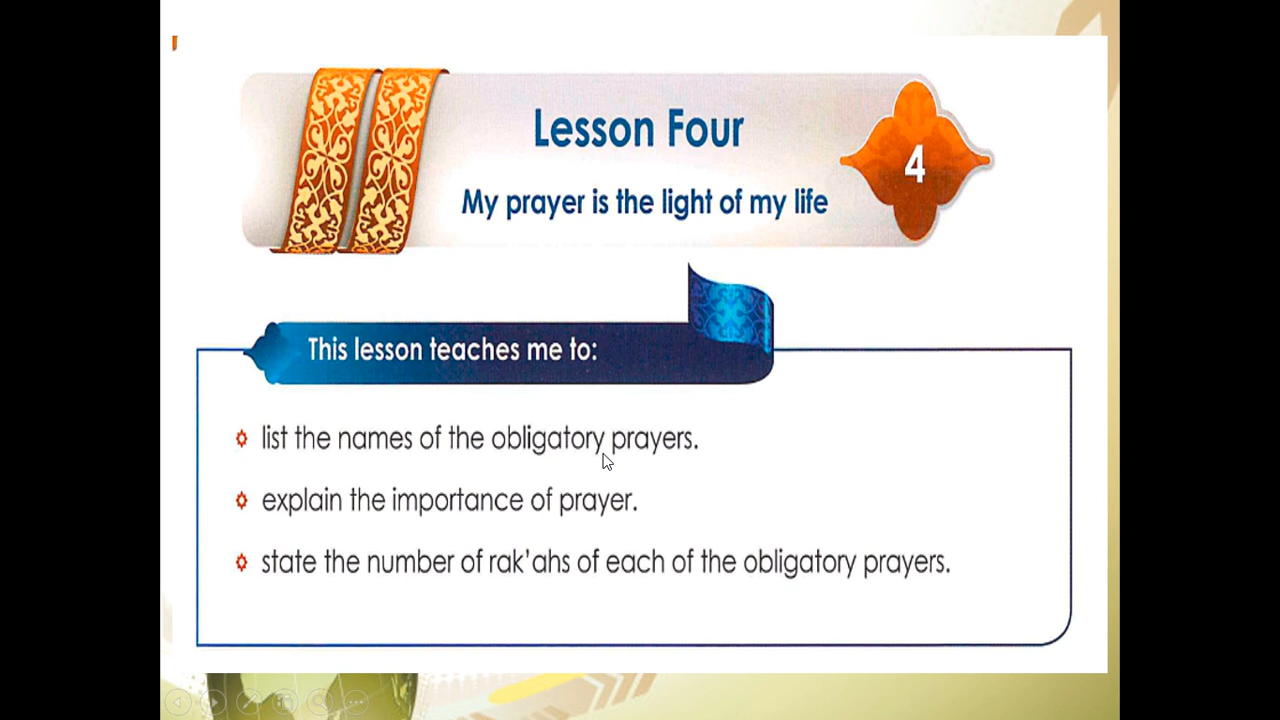 Lesson Four
4
My prayer is the light of my life
This lesson teaches me to:
list the names of the obligatory prayers.
explain the importance of prayer.
state the number of rak'ahs of each of the obligatory prayers.